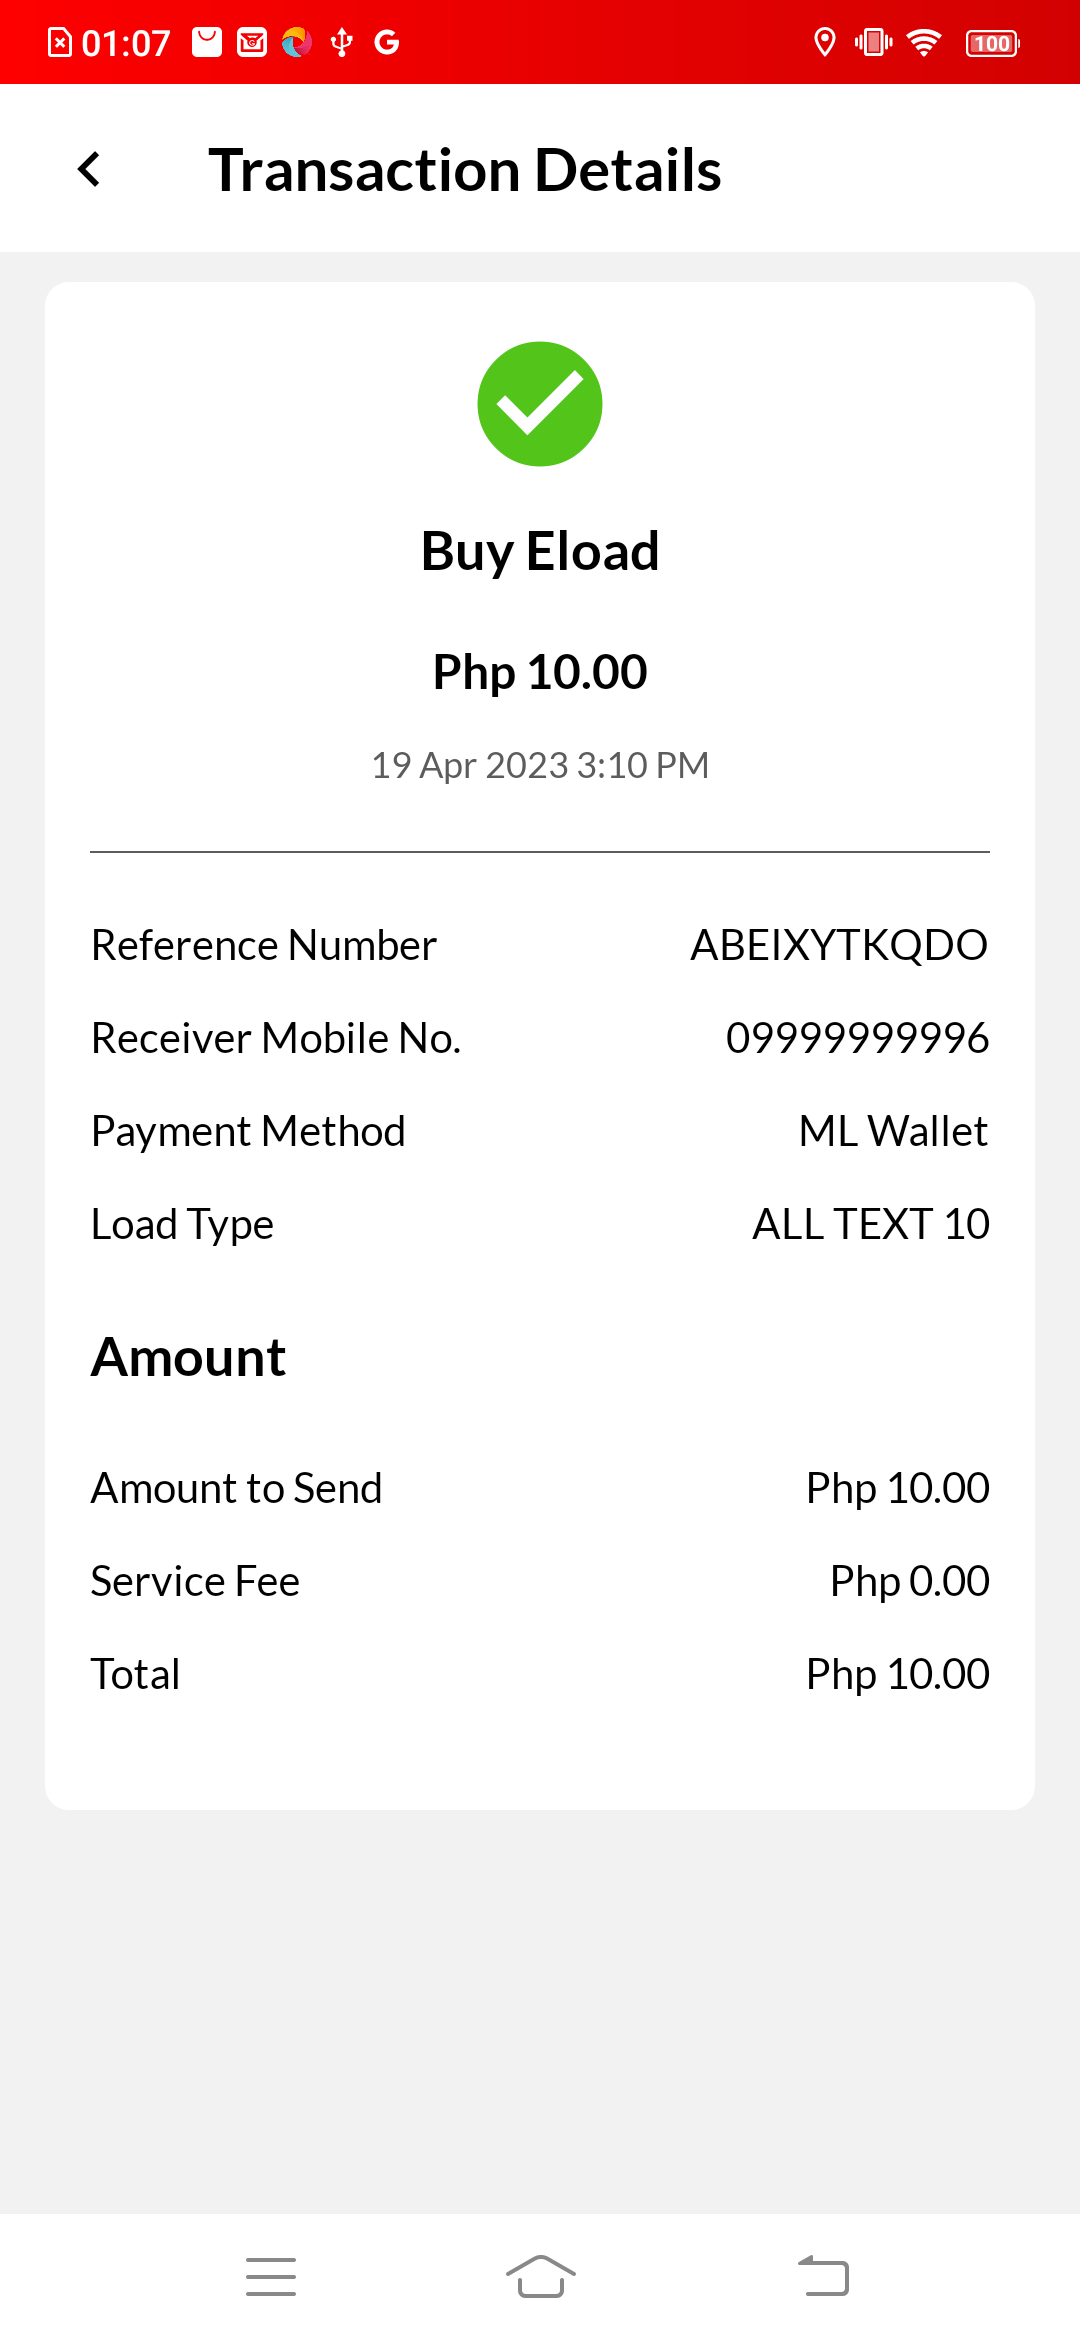 01:07
100
Transaction Details
Buy Eload
Php 10.00
19 Apr 2023 3:10 PM
Reference Number ABEIXYTKQDO
Receiver Mobile No. 09999999996
Payment Method ML Wallet
Load Type ALL TEXT 10
Amount
Amount to Send Php 10.00
Service Fee Php 0.00
Total Php 10.00